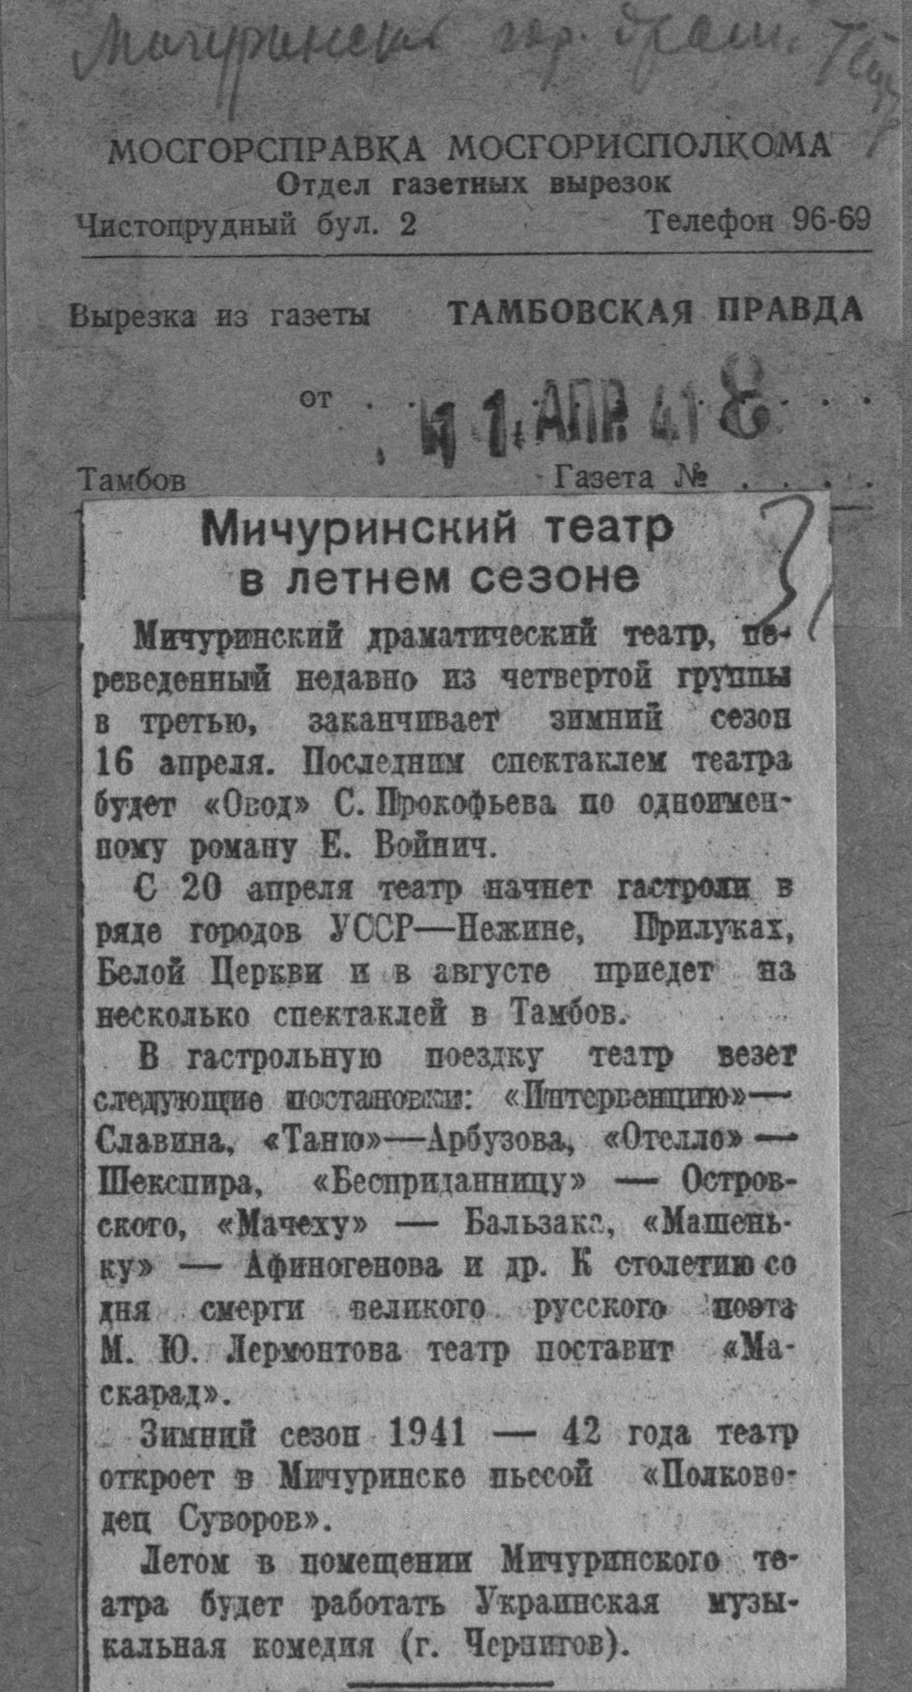 Мичуринский гор. драм. Теат
МОСГОРСПРАВКА МОСГОРИСПОЛКОМА
Отдел газетных вырезок
Чистопрудный бул. 2 Телефон 96-69
Вырезка из газеты ТАМБОВСКАЯ ПРАВДА
от . . 11. АПР. 41 8 . . .
Тамбов Газета № . . . .
Мичуринский театр
в летнем сезоне
Мичуринский драматический театр, пе-
реведенный недавно из четвертой группы
в третью, заканчивает зимний сезон
16 апреля. Последним спектаклем театра
будет «Овод» С. Прокофьева по одноимен-
ному роману Е. Войнич.
С 20 апреля театр начнет гастроли в
ряде городов УССР—Нежине, Прилуках,
Белой Церкви и в августе приедет на
несколько спектаклей в Тамбов.
В гастрольную поездку театр везет
следующие постановки: «Интервенцию»—
Славина, «Таню»—Арбузова, «Отелло» —
Шекспира, «Бесприданницу» — Остров-
ского, «Мачеху» — Бальзака, «Машень-
ку» — Афиногенова и др. К столетию со
дня смерти великого русского поэта
М. Ю. Лермонтова театр поставит «Ма-
скарад».
Зимний сезон 1941 — 42 года театр
откроет в Мичуринске пьесой «Полково-
дец Суворов».
Летом в помещении Мичуринского те-
атра будет работать Украинская музы-
кальная комедия (г. Чернигов).